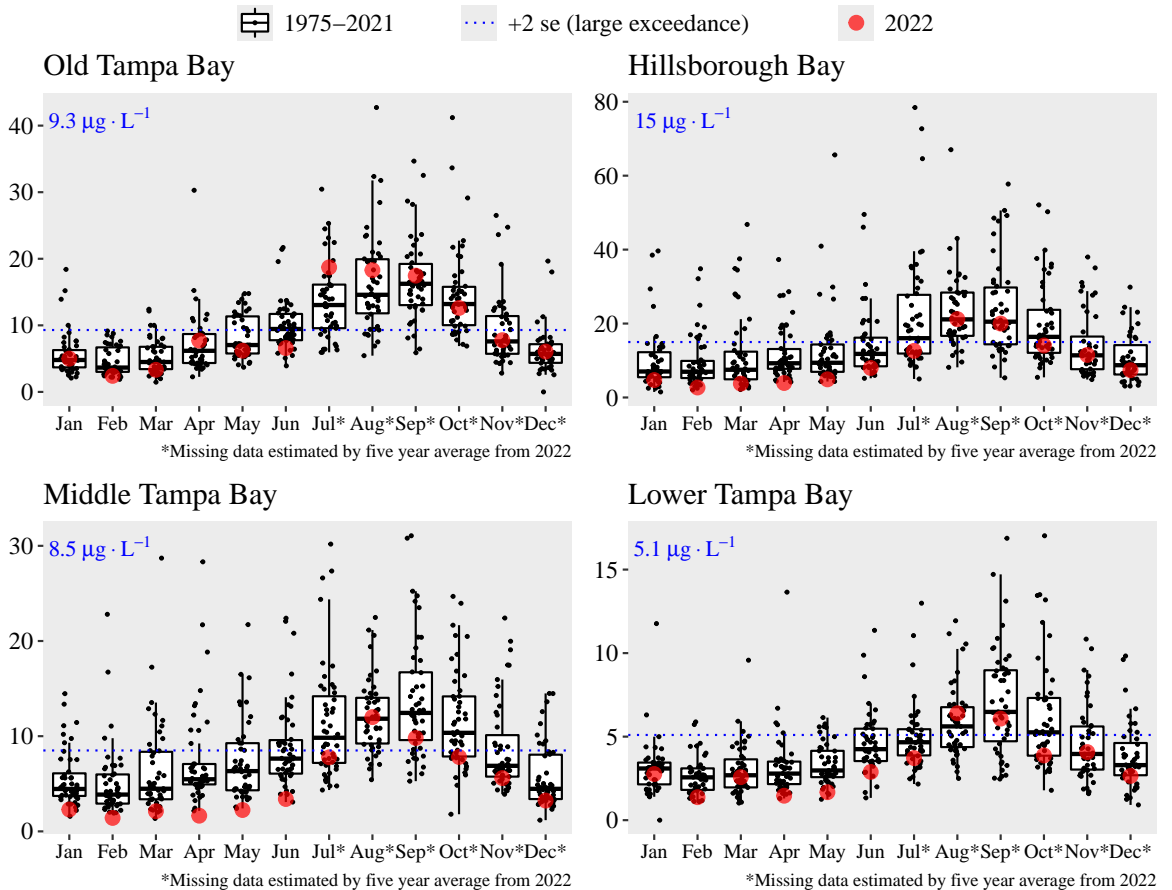 1975–2021 +2 se (large exceedance) 2022
Old Tampa Bay
9.3 µg · L⁻¹
40
30
20
10
0
Jan Feb Mar Apr May Jun Jul* Aug* Sep* Oct* Nov* Dec*
*Missing data estimated by five year average from 2022
Hillsborough Bay
15 µg · L⁻¹
80
60
40
20
0
Jan Feb Mar Apr May Jun Jul* Aug* Sep* Oct* Nov* Dec*
*Missing data estimated by five year average from 2022
Middle Tampa Bay
8.5 µg · L⁻¹
30
20
10
0
Jan Feb Mar Apr May Jun Jul* Aug* Sep* Oct* Nov* Dec*
*Missing data estimated by five year average from 2022
Lower Tampa Bay
5.1 µg · L⁻¹
15
10
5
0
Jan Feb Mar Apr May Jun Jul* Aug* Sep* Oct* Nov* Dec*
*Missing data estimated by five year average from 2022